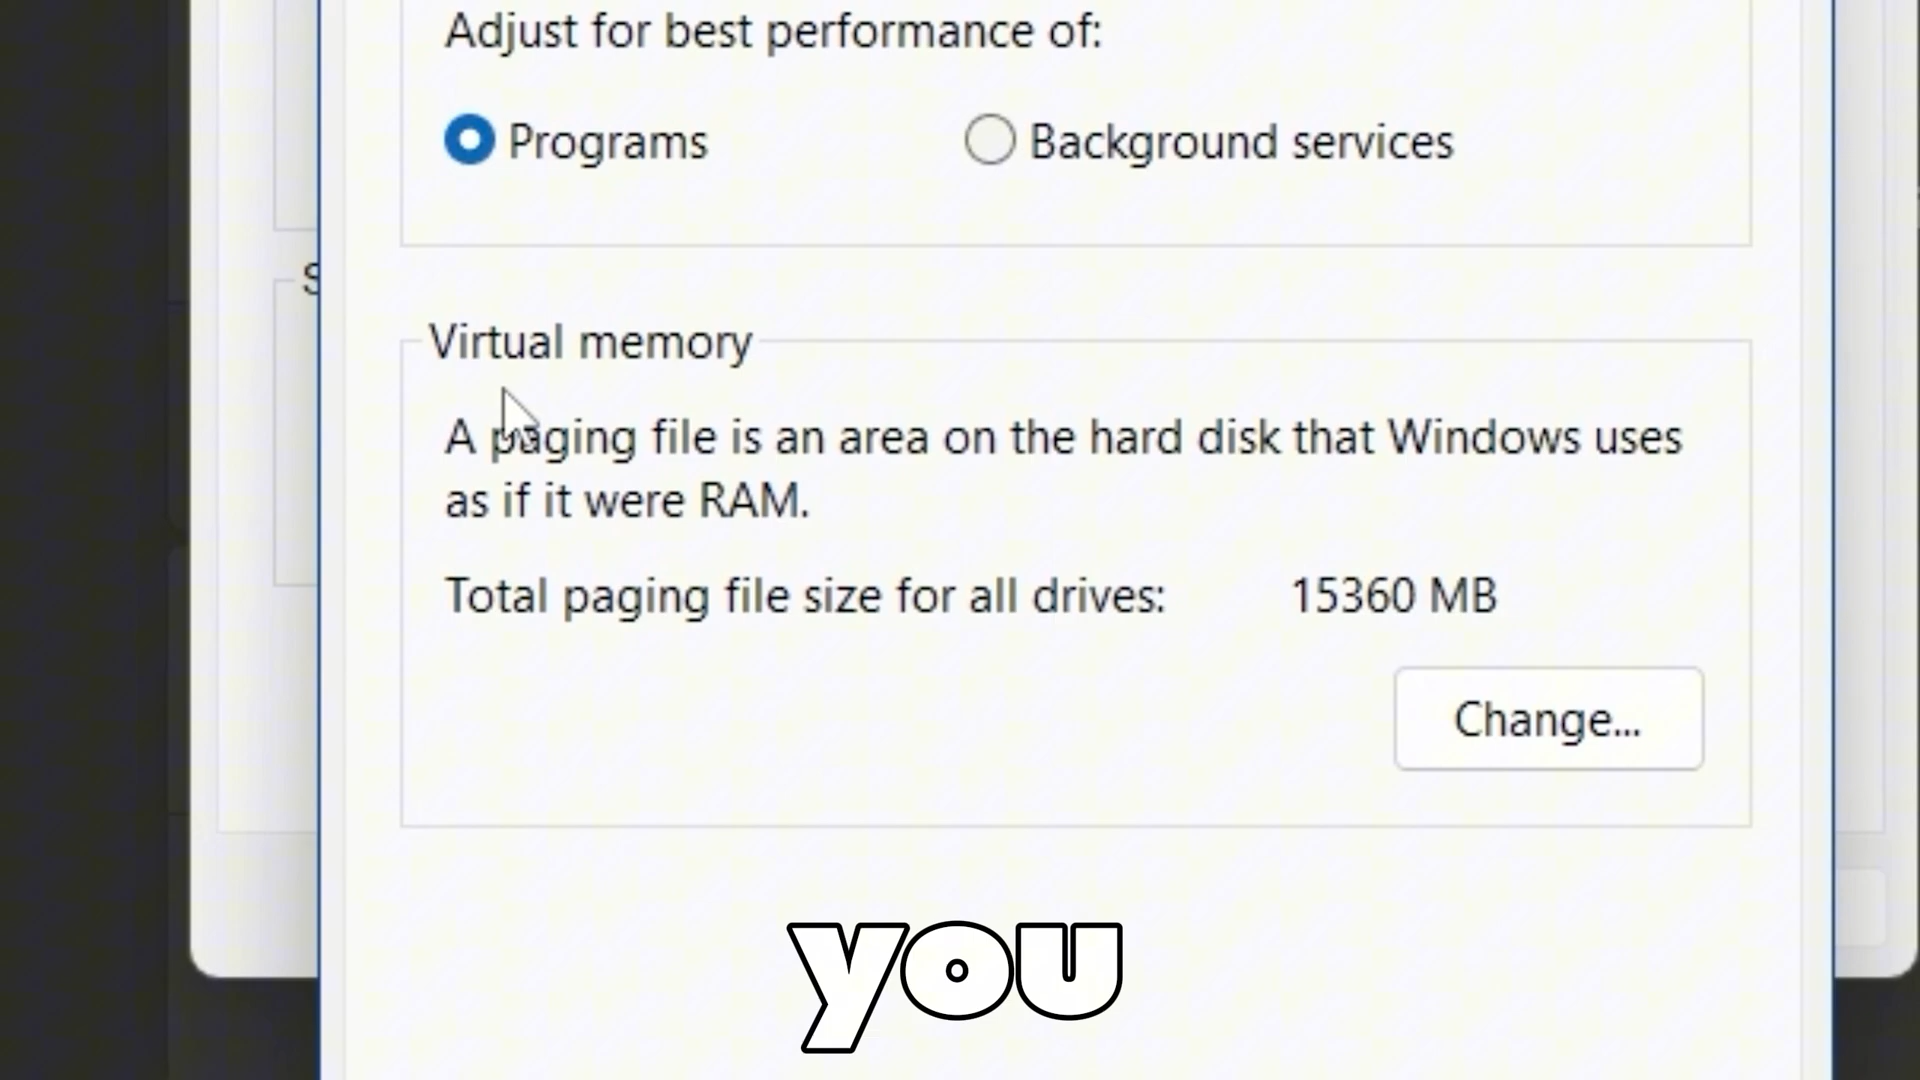 Adjust for best performance of:
Programs
Background services
S
Virtual memory
A paging file is an area on the hard disk that Windows uses
as if it were RAM.
Total paging file size for all drives: 15360 MB
Change...
you